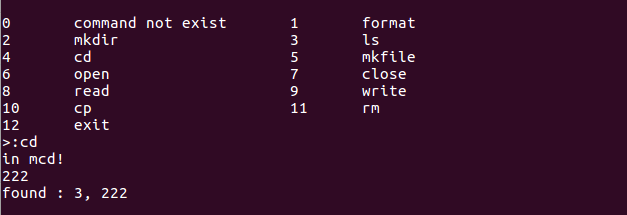 0 command not exist 1 format
2 mkdir 3 ls
4 cd 5 mkfile
6 open 7 close
8 read 9 write
10 cp 11 rm
12 exit
>:cd
in mcd!
222
found : 3, 222